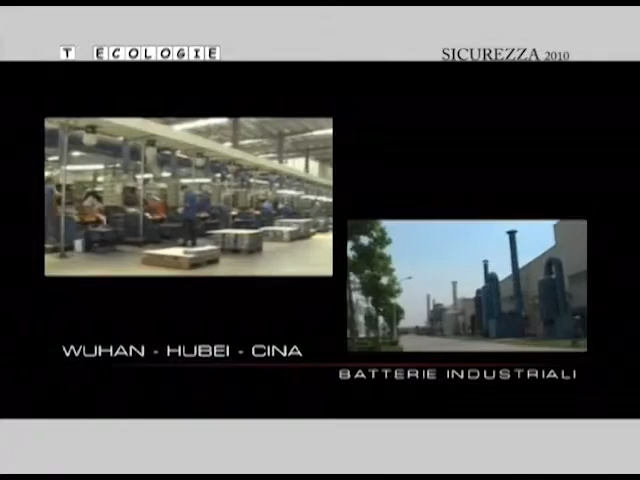 T ECOLOGIE
SICUREZZA 2010
WUHAN - HUBEI - CINA
BATTERIE INDUSTRIALI